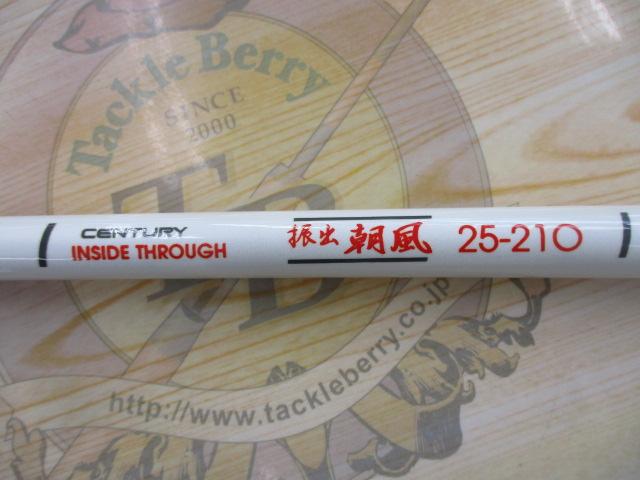 Tackle Berry
SINCE
2000
TB
CENTURY
INSIDE THROUGH
振出 朝風 25-210
http://www.tackleberry.co.jp